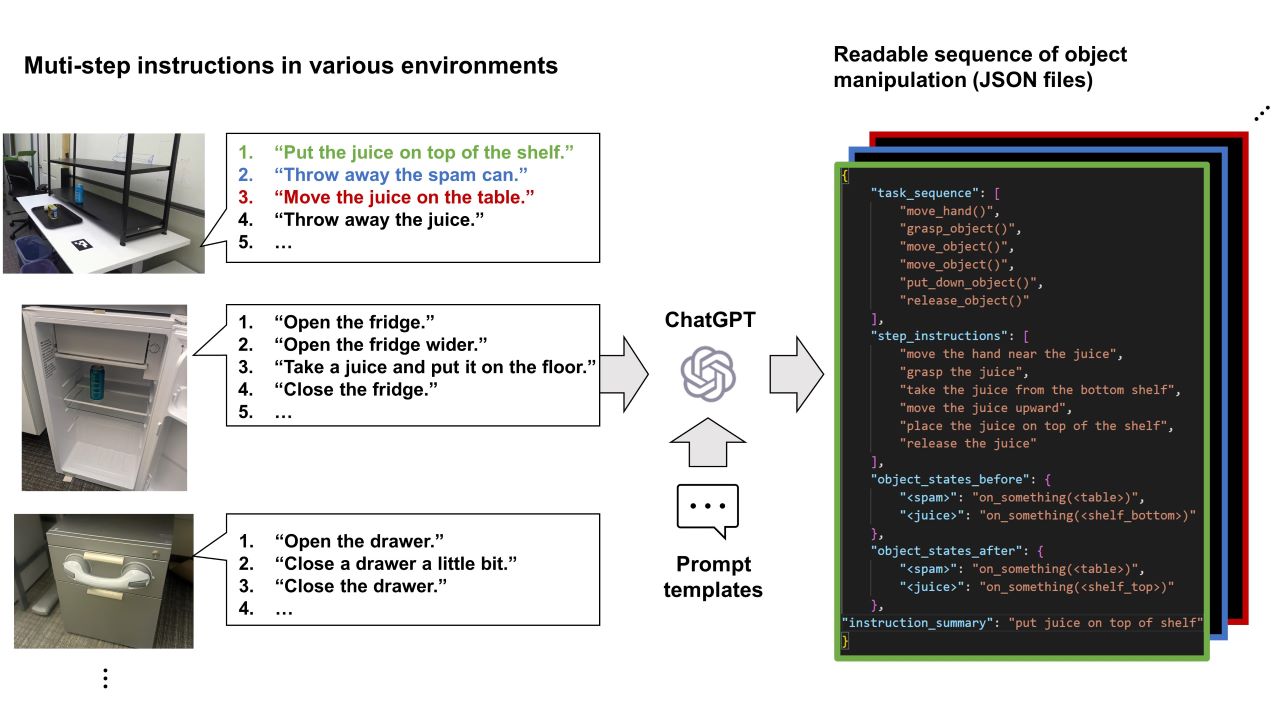 Muti-step instructions in various environments
Readable sequence of object
manipulation (JSON files)
1. “Put the juice on top of the shelf.”
2. “Throw away the spam can.”
3. “Move the juice on the table.”
4. “Throw away the juice.”
5. …
1. “Open the fridge.”
2. “Open the fridge wider.”
3. “Take a juice and put it on the floor.”
4. “Close the fridge.”
5. …
1. “Open the drawer.”
2. “Close a drawer a little bit.”
3. “Close the drawer.”
4. …
ChatGPT
Prompt
templates
{
"task_sequence": [
"move_hand()",
"grasp_object()",
"move_object()",
"move_object()",
"put_down_object()",
"release_object()"
],
"step_instructions": [
"move the hand near the juice",
"grasp the juice",
"take the juice from the bottom shelf",
"move the juice upward",
"place the juice on top of the shelf",
"release the juice"
],
"object_states_before": {
"<spam>": "on_something(<table>)",
"<juice>": "on_something(<shelf_bottom>)"
},
"object_states_after": {
"<spam>": "on_something(<table>)",
"<juice>": "on_something(<shelf_top>)"
},
"instruction_summary": "put juice on top of shelf"
}